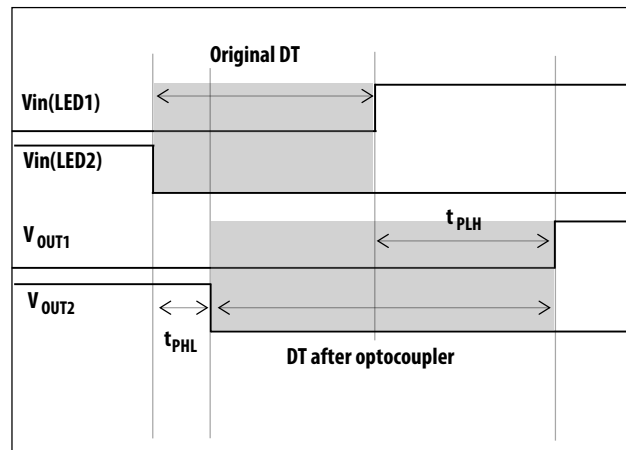 Original DT
Vin(LED1)
Vin(LED2)
VOUT1
tPLH
VOUT2
tPHL
DT after optocoupler